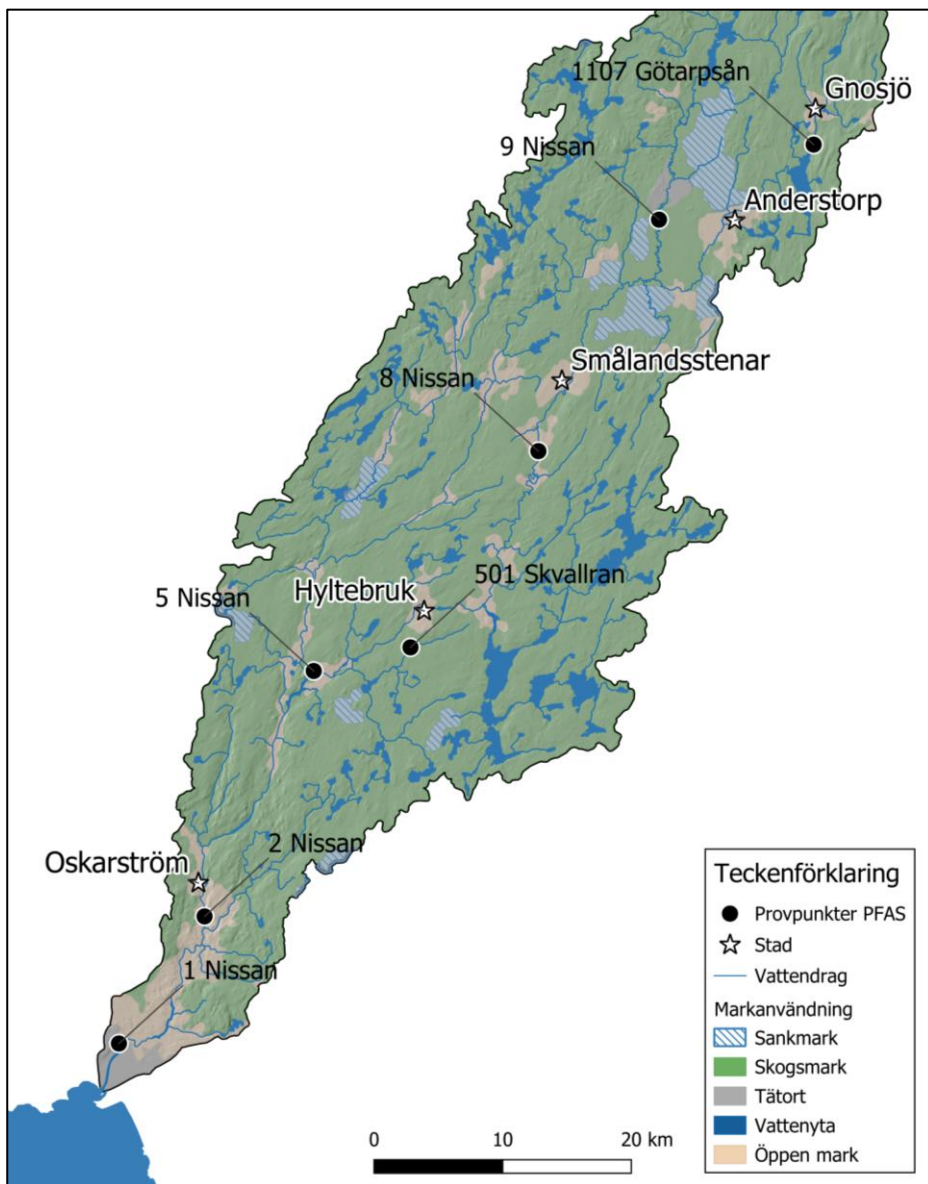 1107 Götarpsån
Gnosjö
9 Nissan
Anderstorp
Smålandsstenar
8 Nissan
501 Skvallran
Hyltebruk
5 Nissan
2 Nissan
Oskarström
1 Nissan
Teckenförklaring
Provpunkter PFAS
Stad
Vattendrag
Markanvändning
Sankmark
Skogsmark
Tätort
Vattenyta
Öppen mark
0 10 20 km